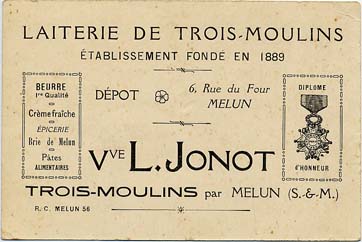 LAITERIE DE TROIS-MOULINS
ÉTABLISSEMENT FONDÉ EN 1889
BEURRE
1re Qualité
Crème fraîche
ÉPICERIE
Brie de Melun
Pâtes
ALIMENTAIRES
DÉPOT
6, Rue du Four
MELUN
DIPLOME
D'HONNEUR
Vve L. JONOT
TROIS-MOULINS par MELUN (S.-&M.)
R. C. MELUN 56